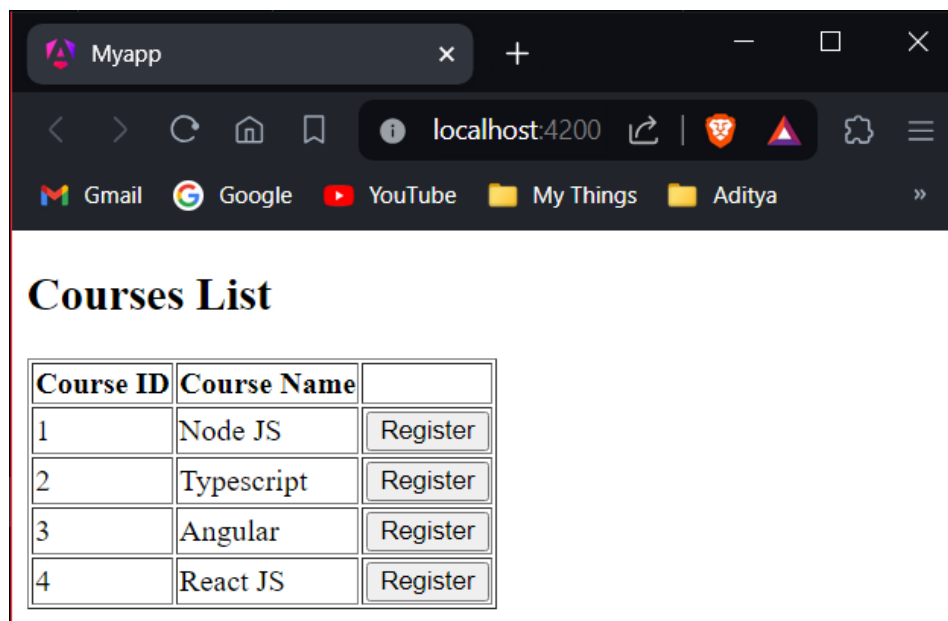 Myapp
localhost:4200
Gmail Google YouTube My Things Aditya »
Courses List
Course ID Course Name
1 Node JS Register
2 Typescript Register
3 Angular Register
4 React JS Register